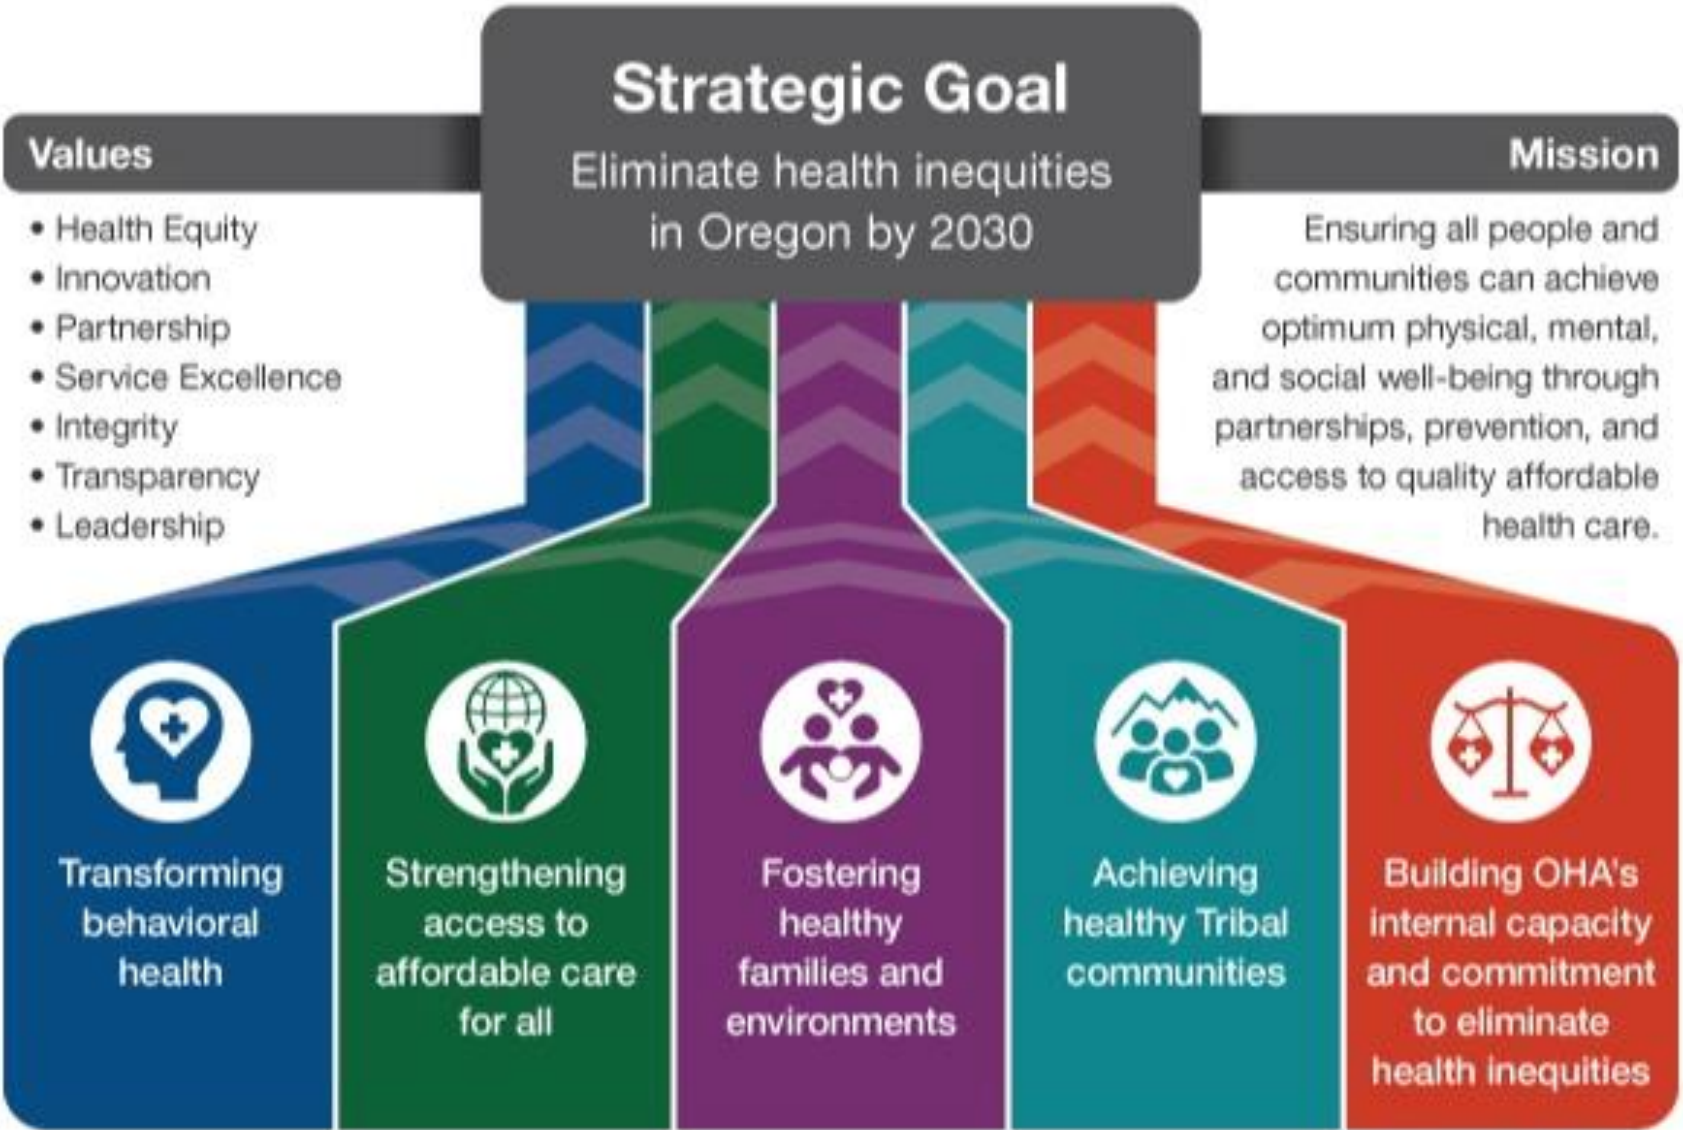 Strategic Goal
Eliminate health inequities
in Oregon by 2030
Values
• Health Equity
• Innovation
• Partnership
• Service Excellence
• Integrity
• Transparency
• Leadership
Mission
Ensuring all people and
communities can achieve
optimum physical, mental,
and social well-being through
partnerships, prevention, and
access to quality affordable
health care.
Transforming
behavioral
health
Strengthening
access to
affordable care
for all
Fostering
healthy
families and
environments
Achieving
healthy Tribal
communities
Building OHA's
internal capacity
and commitment
to eliminate
health inequities